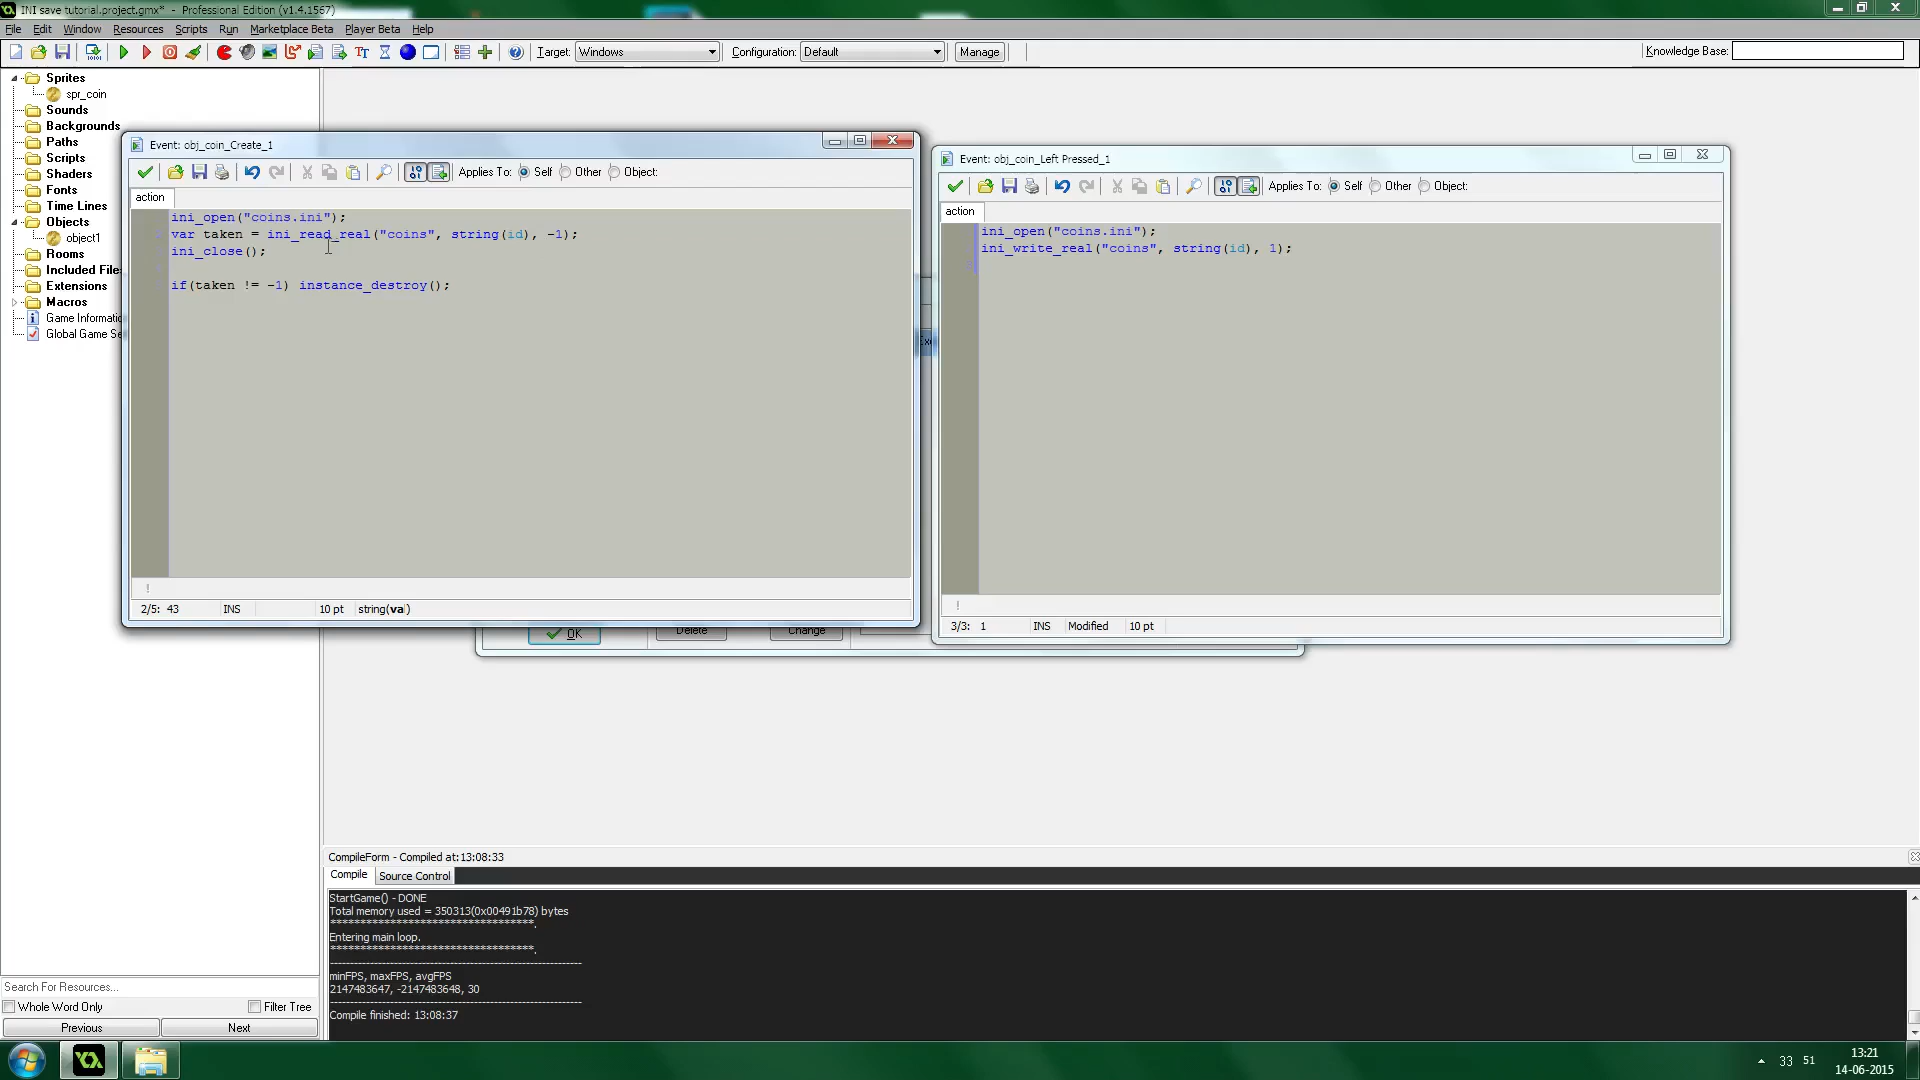 INI save tutorial.project.gmx* - Professional Edition (v1.4.1567)
File Edit Window Resources Scripts Run Marketplace Beta Player Beta Help
Target: Windows Configuration: Default Manage Knowledge Base:
Sprites
spr_coin
Sounds
Backgrounds
Paths
Scripts
Shaders
Fonts
Time Lines
Objects
object1
Rooms
Included File
Extensions
Macros
Game Informatio
Global Game Se
Event: obj_coin_Create_1
Applies To: Self Other Object:
action
ini_open("coins.ini");
var taken = ini_read_real("coins", string(id), -1);
ini_close();
if(taken != -1) instance_destroy();
!
2/5: 43 INS 10 pt string(val)
OK Delete Change
Event: obj_coin_Left Pressed_1
Applies To: Self Other Object:
action
ini_open("coins.ini");
ini_write_real("coins", string(id), 1);
!
3/3: 1 INS Modified 10 pt
CompileForm - Compiled at:13:08:33
Compile Source Control
StartGame() - DONE
Total memory used = 350313(0x00491b78) bytes
**********************************.
Entering main loop.
**********************************.
minFPS, maxFPS, avgFPS
2147483647, -2147483648, 30
Compile finished: 13:08:37
Search For Resources...
Whole Word Only Filter Tree
Previous Next
33 51
13:21
14-06-2015